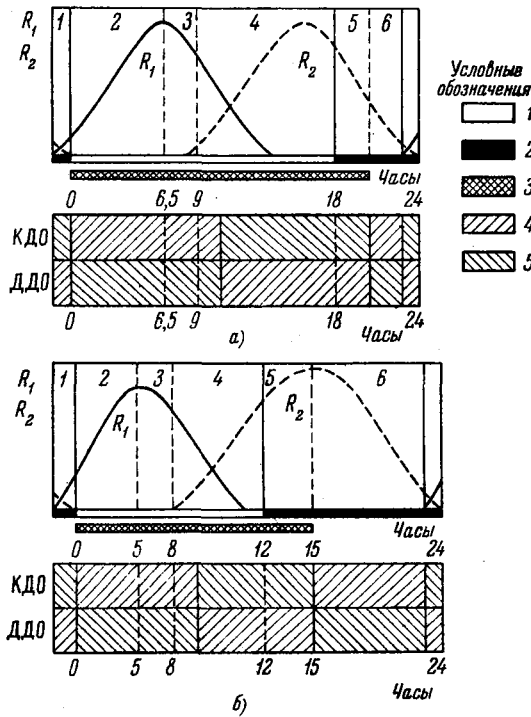 R1 1 2 3 4 5 6
R2 R1 R2
Условные
обозначения
1
2
3
4
5
Часы
0 6,5 9 18 24
КДО
ДДО
0 6,5 9 18 24
Часы
а)
R1 1 2 3 4 5 6
R2 R1 R2
Часы
0 5 8 12 15 24
КДО
ДДО
0 5 8 12 15 24
Часы
б)